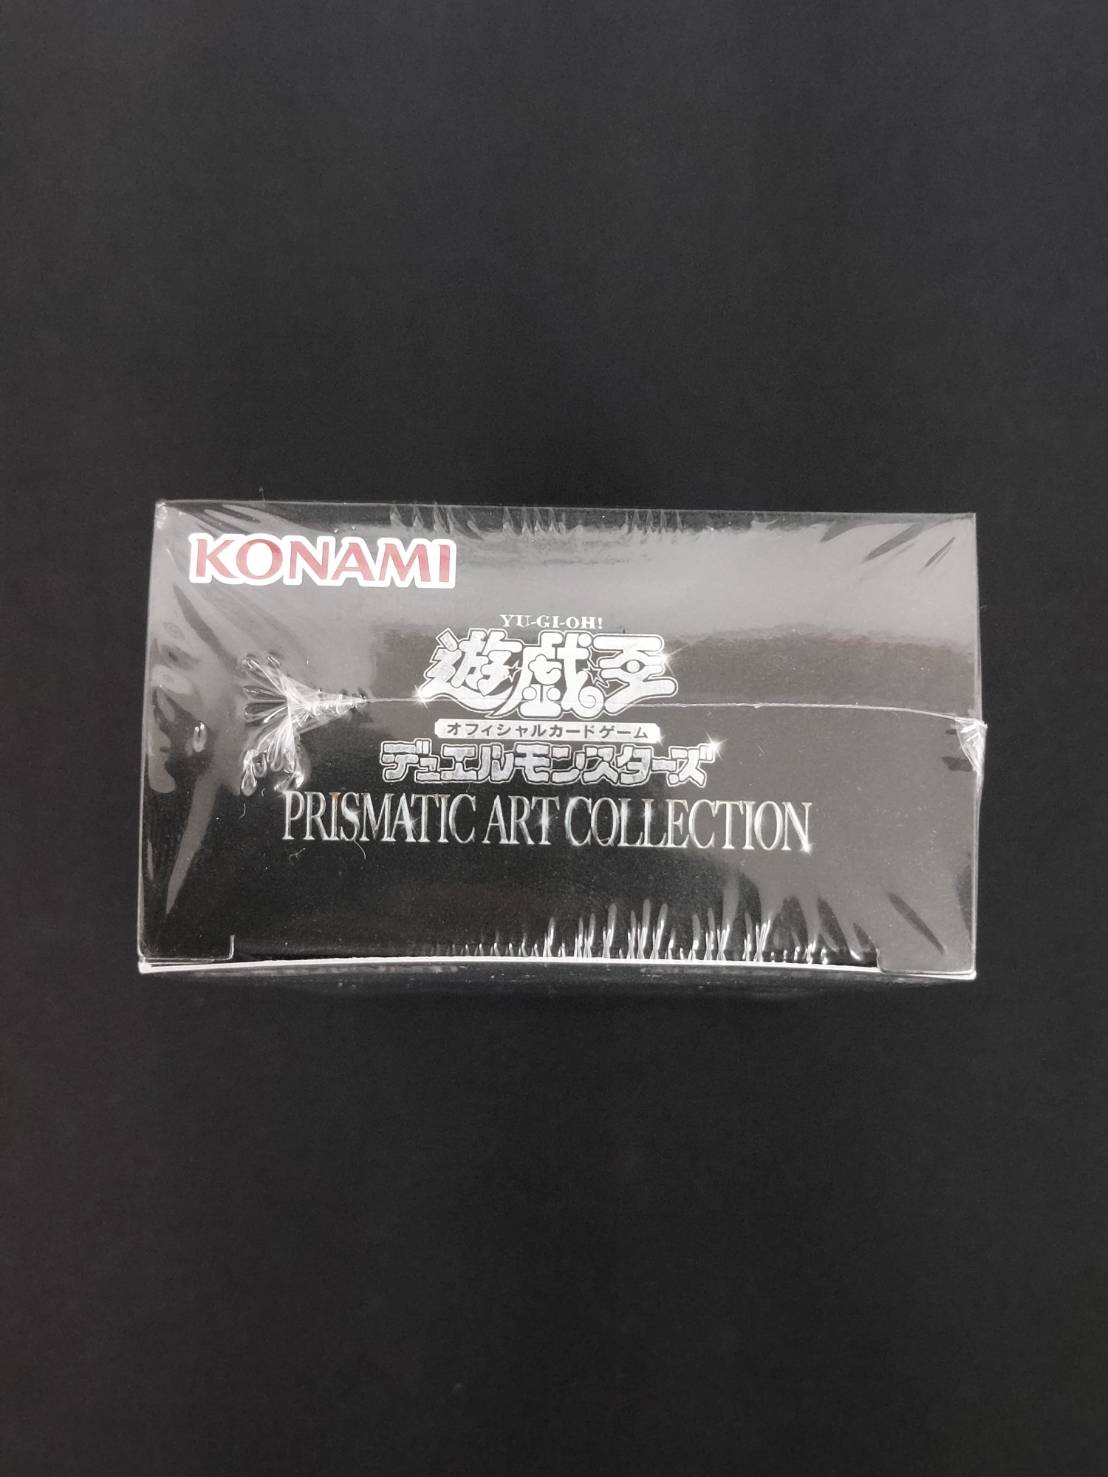 KONAMI
YU-GI-OH!
遊戯王
オフィシャルカードゲーム
デュエルモンスターズ
PRISMATIC ART COLLECTION